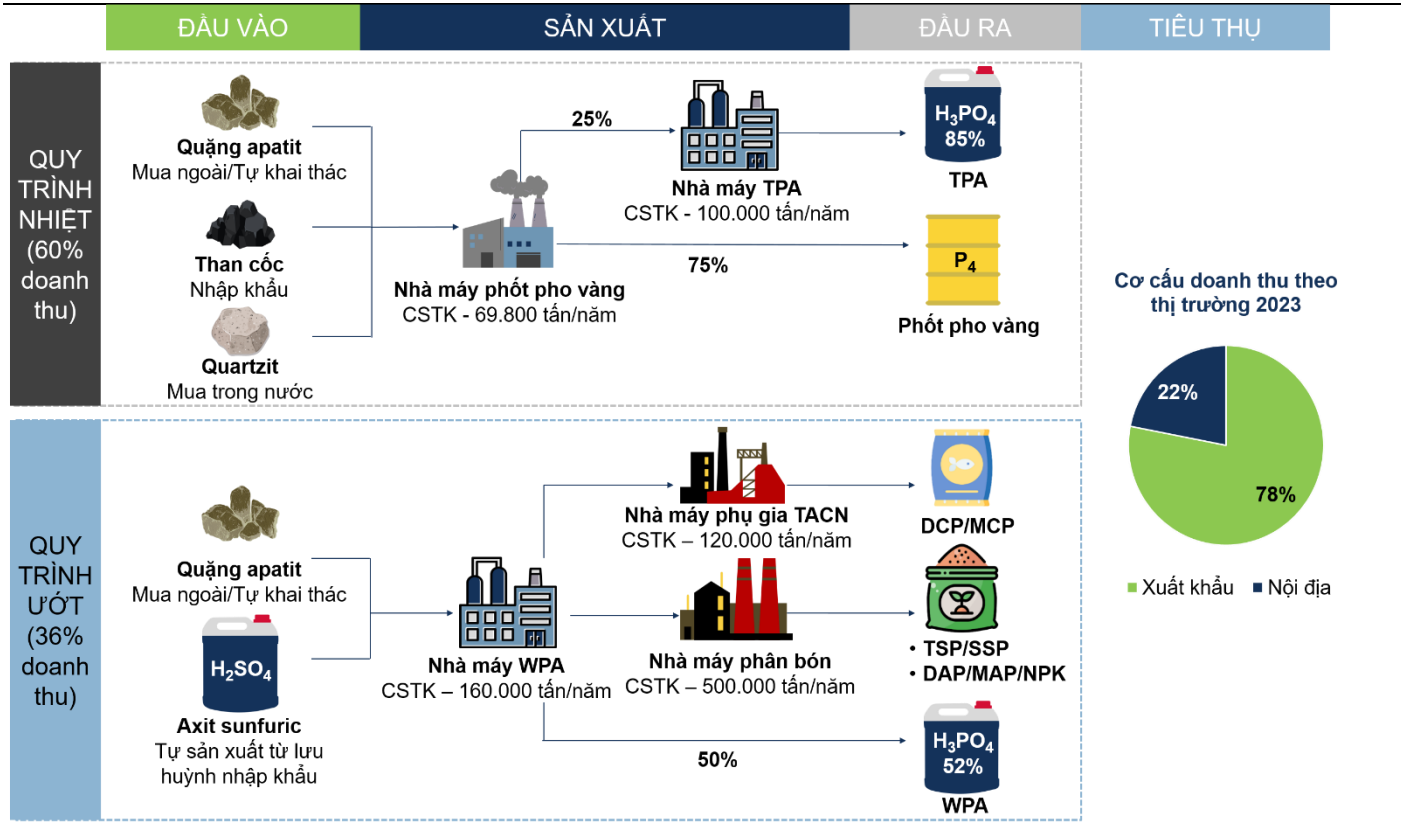 ĐẦU VÀO
SẢN XUẤT
ĐẦU RA
TIÊU THỤ
QUY
TRÌNH
NHIỆT
(60%
doanh
thu)
Quặng apatit
Mua ngoài/Tự khai thác
Than cốc
Nhập khẩu
Quartzit
Mua trong nước
Nhà máy phốt pho vàng
CSTK - 69.800 tấn/năm
25%
Nhà máy TPA
CSTK - 100.000 tấn/năm
75%
H₃PO₄
85%
TPA
P₄
Phốt pho vàng
QUY
TRÌNH
ƯỚT
(36%
doanh
thu)
Quặng apatit
Mua ngoài/Tự khai thác
H₂SO₄
Axit sunfuric
Tự sản xuất từ lưu
huỳnh nhập khẩu
Nhà máy WPA
CSTK – 160.000 tấn/năm
Nhà máy phụ gia TACN
CSTK – 120.000 tấn/năm
Nhà máy phân bón
CSTK – 500.000 tấn/năm
50%
DCP/MCP
• TSP/SSP
• DAP/MAP/NPK
H₃PO₄
52%
WPA
Cơ cấu doanh thu theo
thị trường 2023
22%
78%
Xuất khẩu
Nội địa